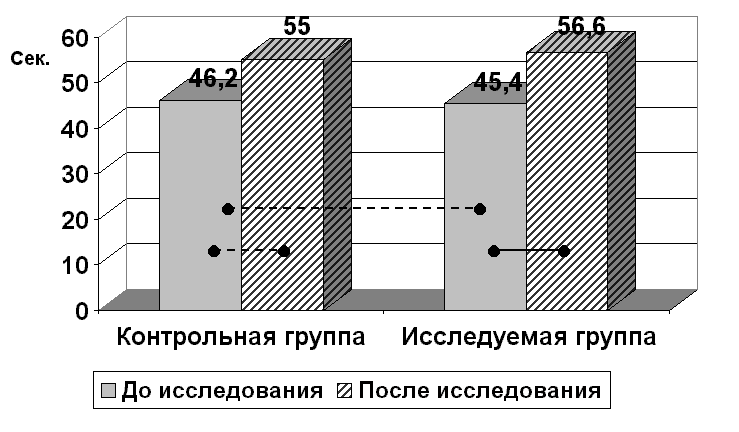 Сек.
60
50
40
30
20
10
0
46,2
55
45,4
56,6
Контрольная группа
Исследуемая группа
До исследования
После исследования